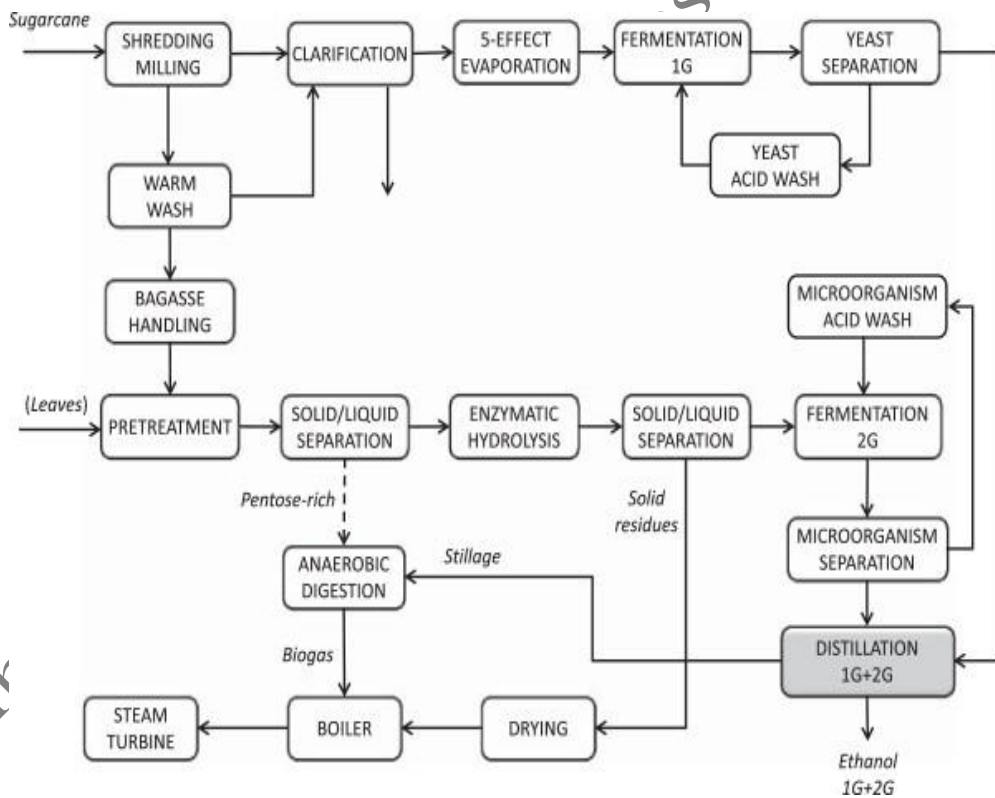 Sugarcane
SHREDDING
MILLING
CLARIFICATION
5-EFFECT
EVAPORATION
FERMENTATION
1G
YEAST
SEPARATION
YEAST
ACID WASH
WARM
WASH
BAGASSE
HANDLING
MICROORGANISM
ACID WASH
(Leaves)
PRETREATMENT
SOLID/LIQUID
SEPARATION
ENZYMATIC
HYDROLYSIS
SOLID/LIQUID
SEPARATION
FERMENTATION
2G
Pentose-rich
Solid
residues
MICROORGANISM
SEPARATION
ANAEROBIC
DIGESTION
Stillage
Biogas
DISTILLATION
1G+2G
STEAM
TURBINE
BOILER
DRYING
Ethanol
1G+2G